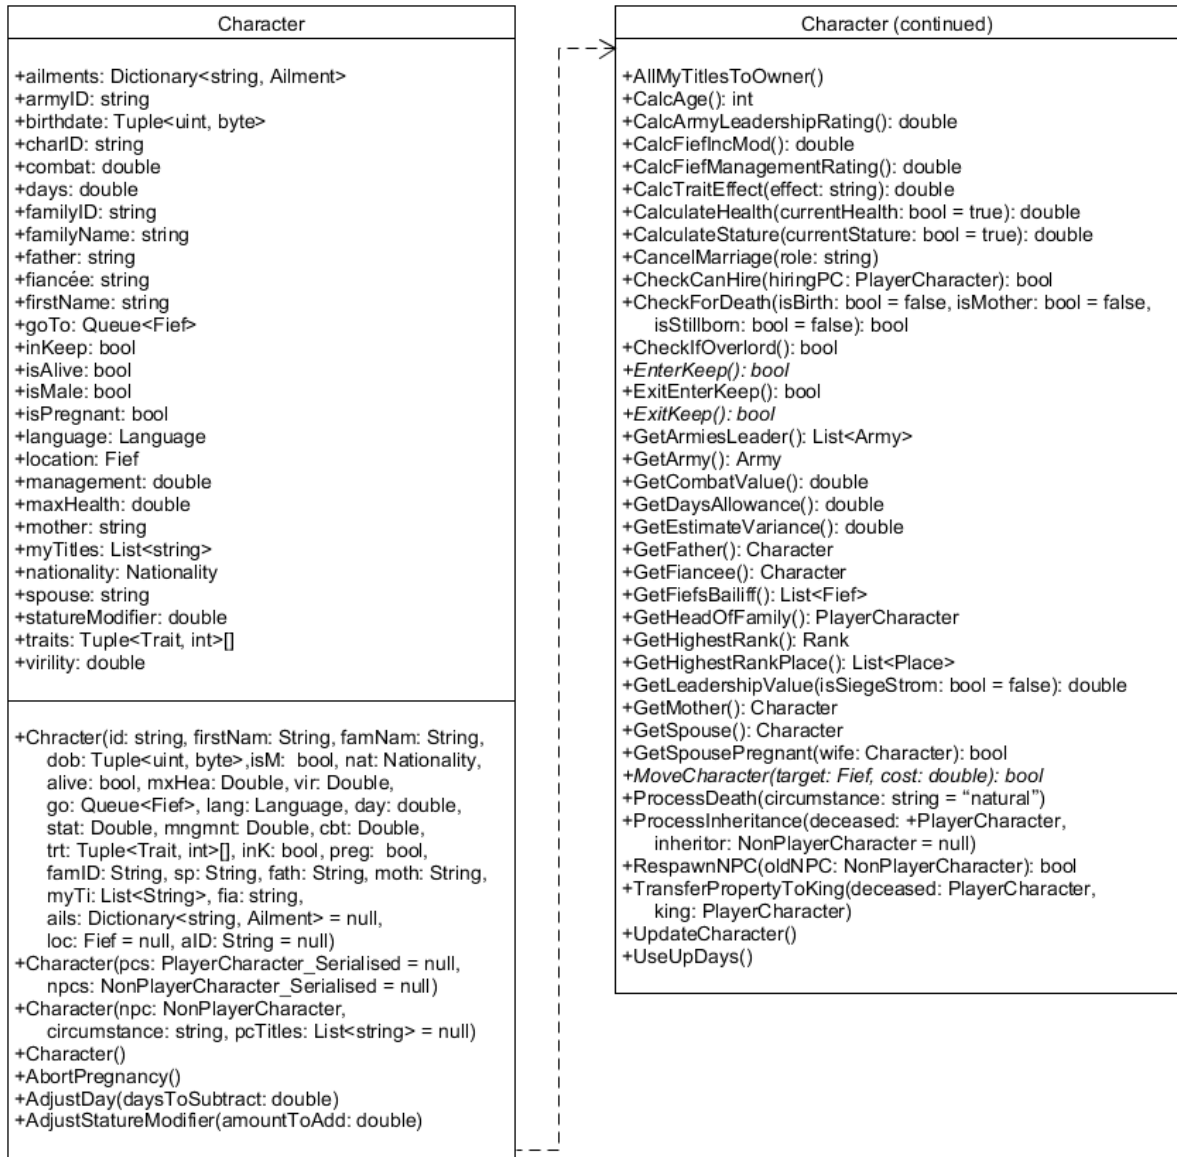 Character
+ailments: Dictionary<string, Ailment>
+armyID: string
+birthdate: Tuple<uint, byte>
+charID: string
+combat: double
+days: double
+familyID: string
+familyName: string
+father: string
+fiancée: string
+firstName: string
+goTo: Queue<Fief>
+inKeep: bool
+isAlive: bool
+isMale: bool
+isPregnant: bool
+language: Language
+location: Fief
+management: double
+maxHealth: double
+mother: string
+myTitles: List<string>
+nationality: Nationality
+spouse: string
+statureModifier: double
+traits: Tuple<Trait, int>[]
+virility: double
+Chracter(id: string, firstNam: String, famNam: String,
dob: Tuple<uint, byte>,isM: bool, nat: Nationality,
alive: bool, mxHea: Double, vir: Double,
go: Queue<Fief>, lang: Language, day: double,
stat: Double, mngmnt: Double, cbt: Double,
trt: Tuple<Trait, int>[], inK: bool, preg: bool,
famID: String, sp: String, fath: String, moth: String,
myTi: List<String>, fia: string,
ails: Dictionary<string, Ailment> = null,
loc: Fief = null, aID: String = null)
+Character(pcs: PlayerCharacter_Serialised = null,
npcs: NonPlayerCharacter_Serialised = null)
+Character(npc: NonPlayerCharacter,
circumstance: string, pcTitles: List<string> = null)
+Character()
+AbortPregnancy()
+AdjustDay(daysToSubtract: double)
+AdjustStatureModifier(amountToAdd: double)
Character (continued)
+AllMyTitlesToOwner()
+CalcAge(): int
+CalcArmyLeadershipRating(): double
+CalcFiefIncMod(): double
+CalcFiefManagementRating(): double
+CalcTraitEffect(effect: string): double
+CalculateHealth(currentHealth: bool = true): double
+CalculateStature(currentStature: bool = true): double
+CancelMarriage(role: string)
+CheckCanHire(hiringPC: PlayerCharacter): bool
+CheckForDeath(isBirth: bool = false, isMother: bool = false,
isStillborn: bool = false): bool
+CheckIfOverlord(): bool
+EnterKeep(): bool
+ExitEnterKeep(): bool
+ExitKeep(): bool
+GetArmiesLeader(): List<Army>
+GetArmy(): Army
+GetCombatValue(): double
+GetDaysAllowance(): double
+GetEstimateVariance(): double
+GetFather(): Character
+GetFiancee(): Character
+GetFiefsBailiff(): List<Fief>
+GetHeadOfFamily(): PlayerCharacter
+GetHighestRank(): Rank
+GetHighestRankPlace(): List<Place>
+GetLeadershipValue(isSiegeStrom: bool = false): double
+GetMother(): Character
+GetSpouse(): Character
+GetSpousePregnant(wife: Character): bool
+MoveCharacter(target: Fief, cost: double): bool
+ProcessDeath(circumstance: string = “natural”)
+ProcessInheritance(deceased: +PlayerCharacter,
inheritor: NonPlayerCharacter = null)
+RespawnNPC(oldNPC: NonPlayerCharacter): bool
+TransferPropertyToKing(deceased: PlayerCharacter,
king: PlayerCharacter)
+UpdateCharacter()
+UseUpDays()